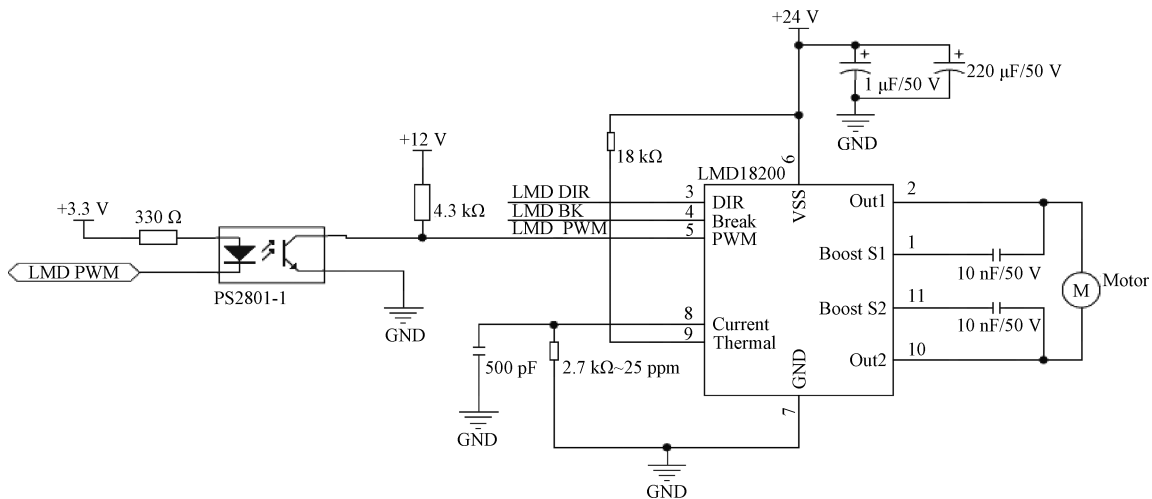 +24 V
1 μF/50 V
220 μF/50 V
GND
+12 V
18 kΩ
6
LMD18200
4.3 kΩ
LMD DIR
3
DIR
VSS
Out1
2
LMD BK
4
Break
LMD PWM
5
PWM
+3.3 V
330 Ω
LMD PWM
PS2801-1
GND
Boost S1
1
10 nF/50 V
M
Motor
Boost S2
11
10 nF/50 V
8
Current
9
Thermal
500 pF
2.7 kΩ~25 ppm
GND
Out2
10
GND
7
GND